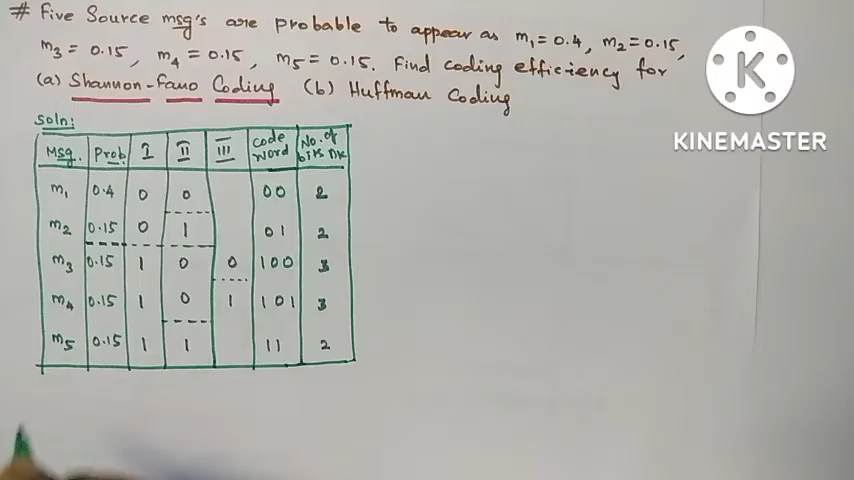 # Five Source msg's are probable to appear as m1 = 0.4, m2 = 0.15,
m3 = 0.15, m4 = 0.15, m5 = 0.15. Find coding efficiency for
(a) Shannon-Fano Coding (b) Huffman Coding
K
KINEMASTER
Soln:
Msg. Prob I II III Code Word No. of bits nk
m1 0.4 0 0 00 2
m2 0.15 0 1 01 2
m3 0.15 1 0 0 100 3
m4 0.15 1 0 1 101 3
m5 0.15 1 1 11 2